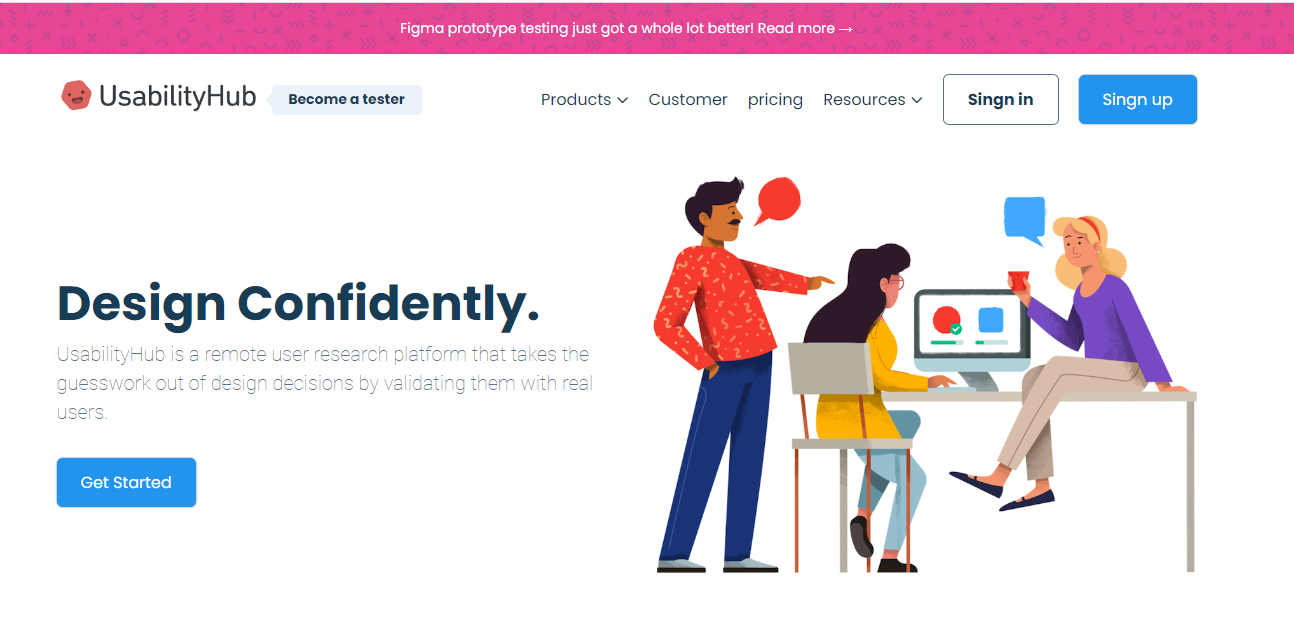 Figma prototype testing just got a whole lot better! Read more →
UsabilityHub Become a tester Products Customer pricing Resources Singn in Singn up
Design Confidently.
UsabilityHub is a remote user research platform that takes the
guesswork out of design decisions by validating them with real
users.
Get Started